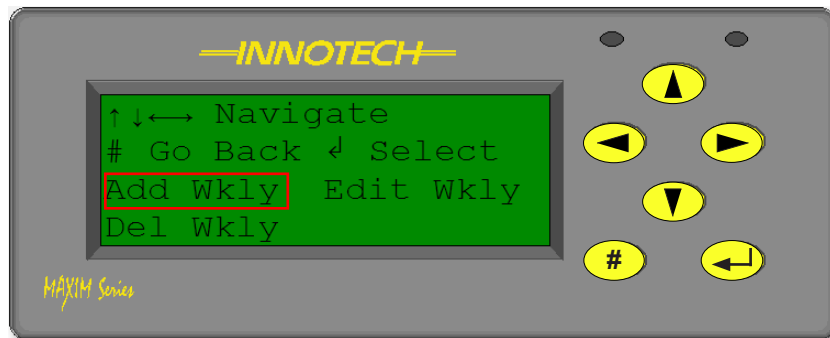 INNOTECH
↑↓←→ Navigate
# Go Back ↲ Select
Add Wkly Edit Wkly
Del Wkly
#
MAXIM Series